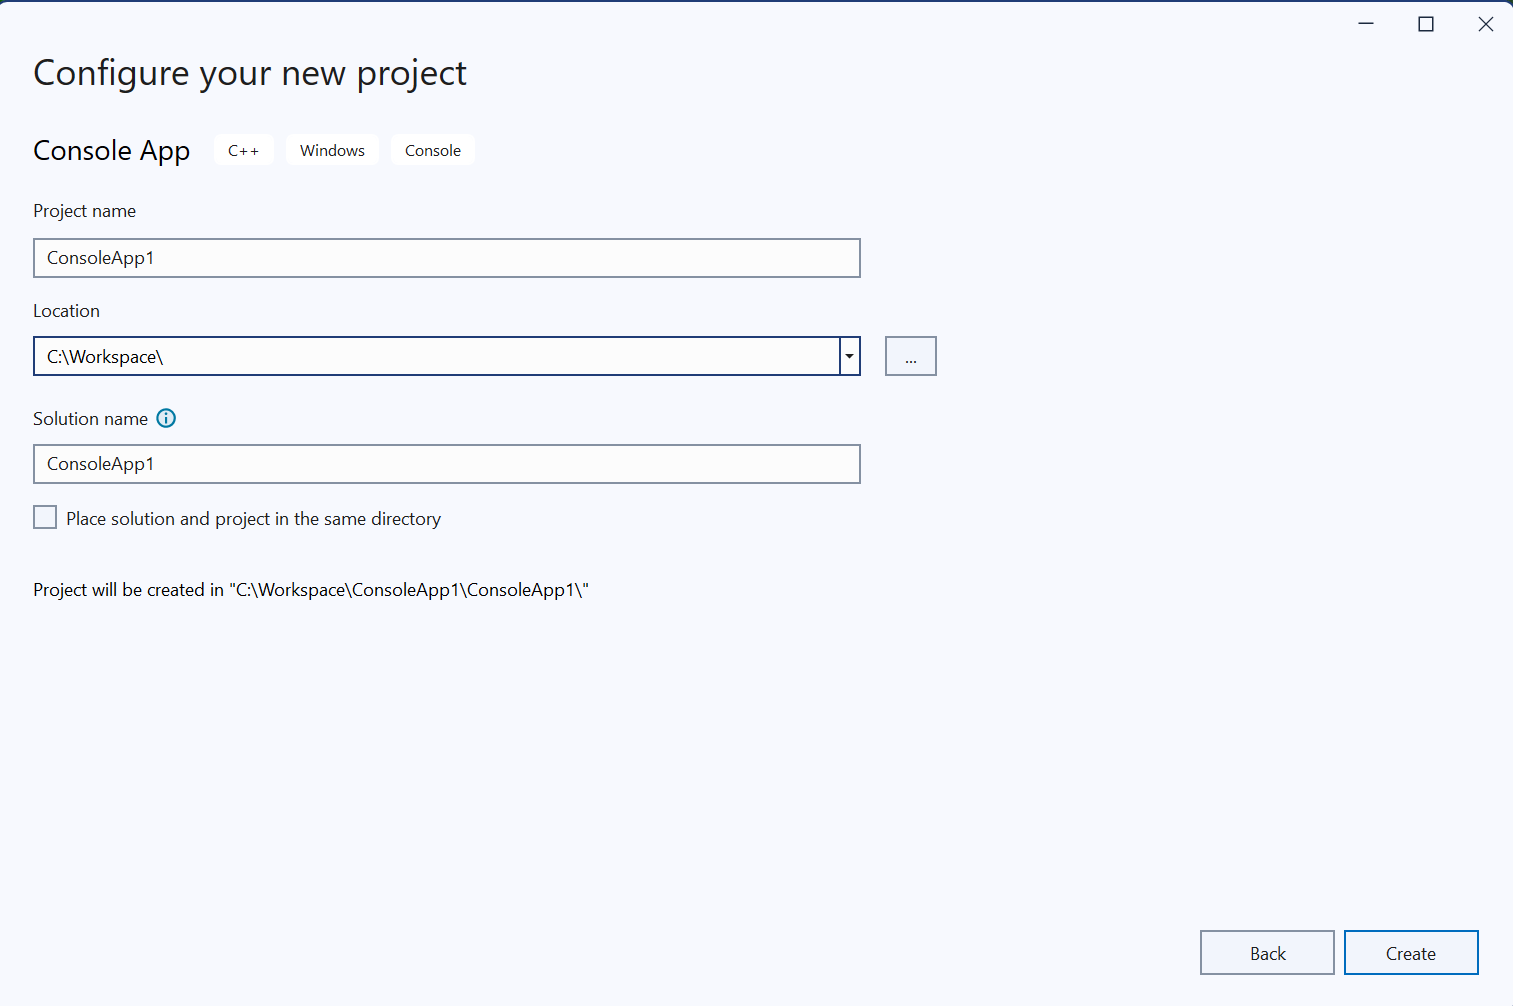 Configure your new project
Console App C++ Windows Console
Project name
ConsoleApp1
Location
C:\Workspace\
...
Solution name
ConsoleApp1
Place solution and project in the same directory
Project will be created in "C:\Workspace\ConsoleApp1\ConsoleApp1\"
Back Create